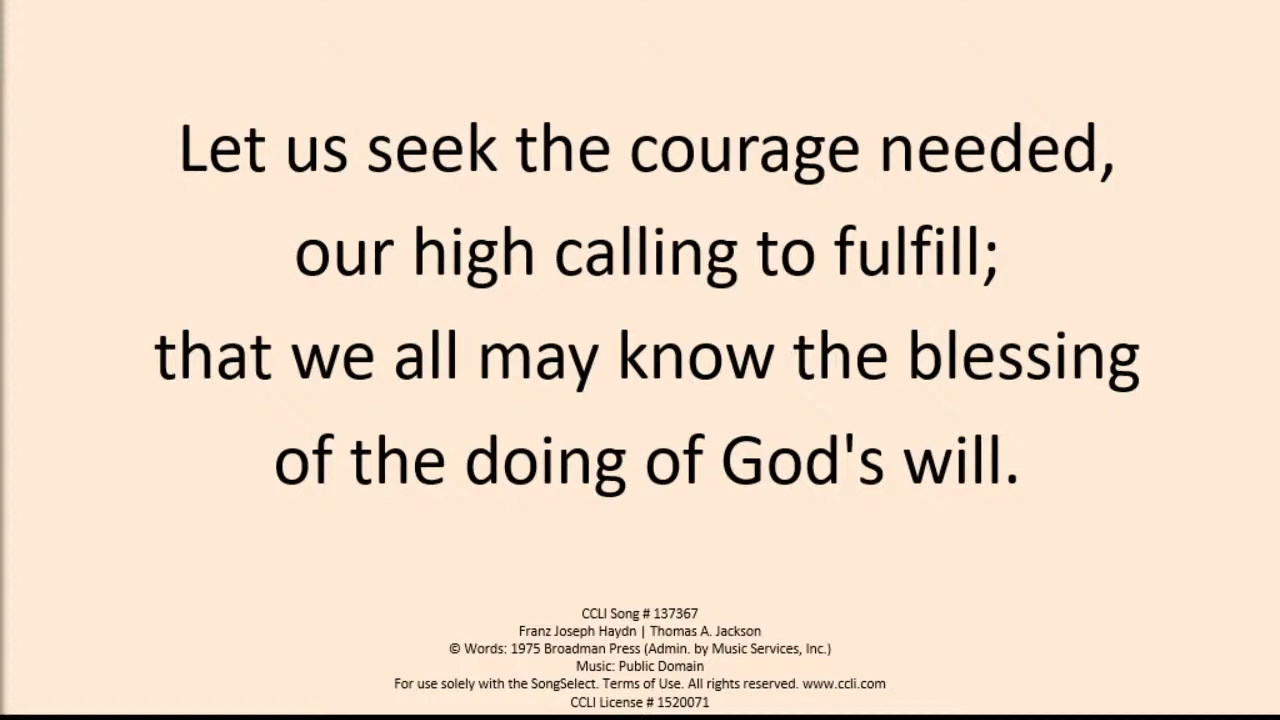 Let us seek the courage needed,
our high calling to fulfill;
that we all may know the blessing
of the doing of God's will.
CCLI Song # 137367
Franz Joseph Haydn | Thomas A. Jackson
© Words: 1975 Broadman Press (Admin. by Music Services, Inc.)
Music: Public Domain
For use solely with the SongSelect. Terms of Use. All rights reserved. www.ccli.com
CCLI License # 1520071